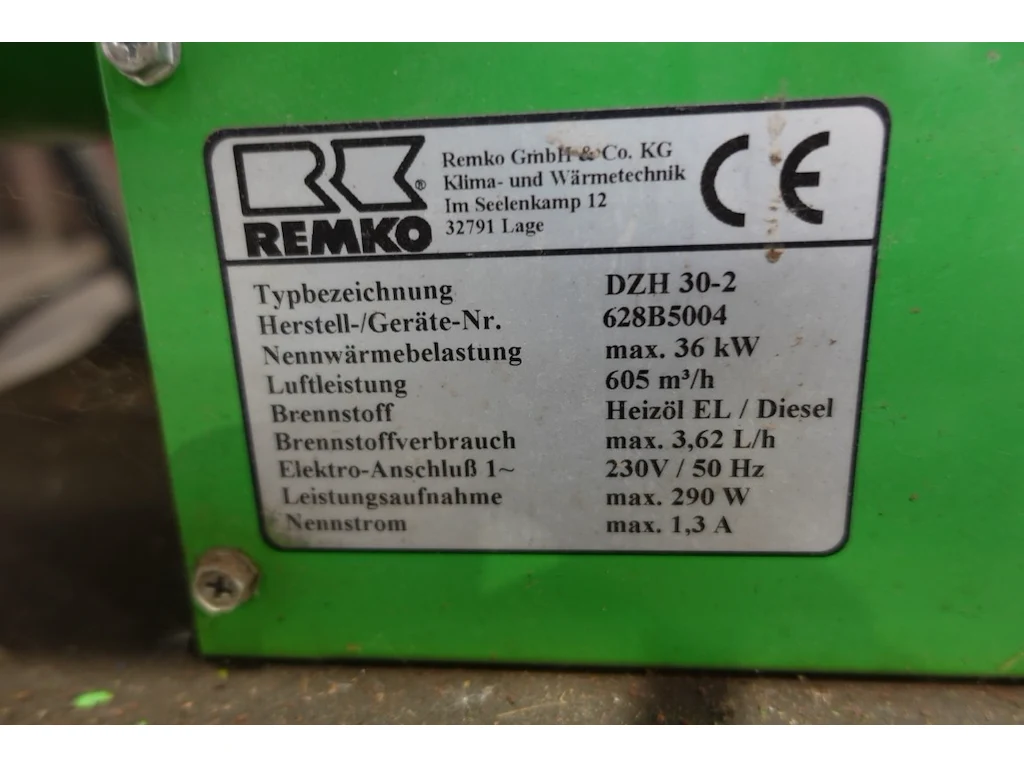 REMKO
®
Remko GmbH & Co. KG
Klima- und Wärmetechnik
Im Seelenkamp 12
32791 Lage
CE
Typbezeichnung DZH 30-2
Herstell-/Geräte-Nr. 628B5004
Nennwärmebelastung max. 36 kW
Luftleistung 605 m³/h
Brennstoff Heizöl EL / Diesel
Brennstoffverbrauch max. 3,62 L/h
Elektro-Anschluß 1~ 230V / 50 Hz
Leistungsaufnahme max. 290 W
Nennstrom max. 1,3 A